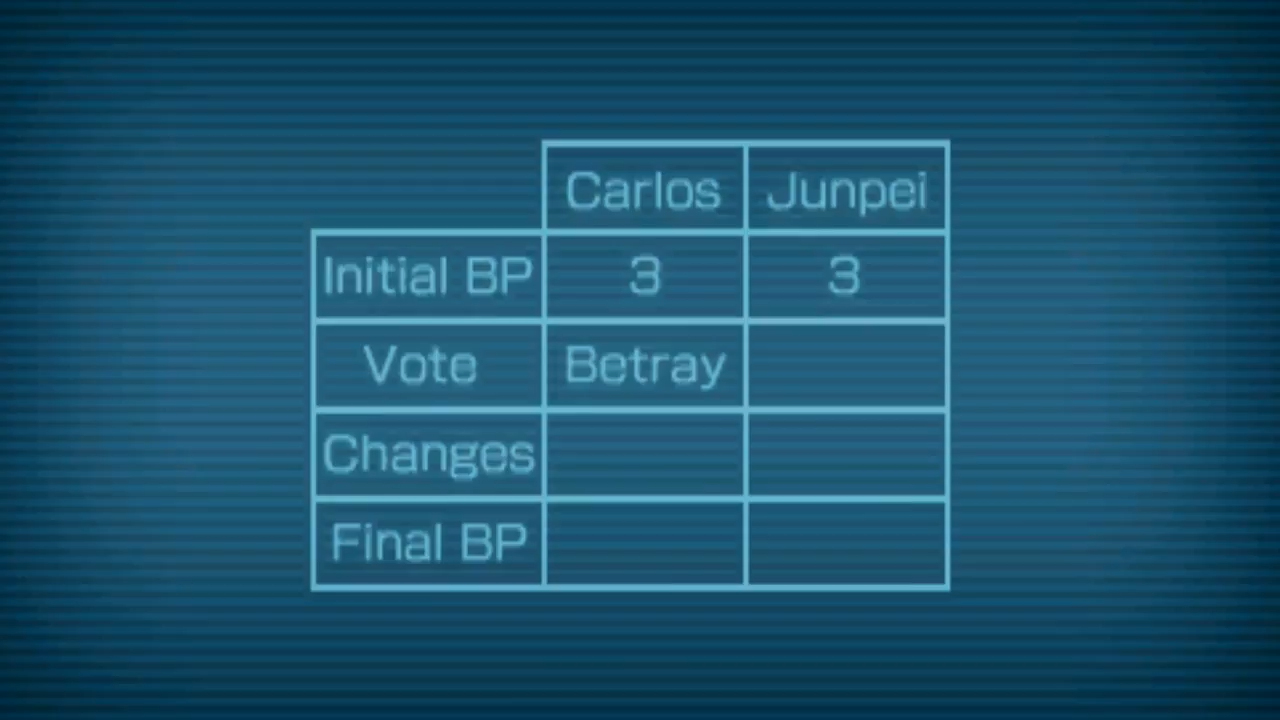 Carlos Junpei
Initial BP 3 3
Vote Betray
Changes
Final BP